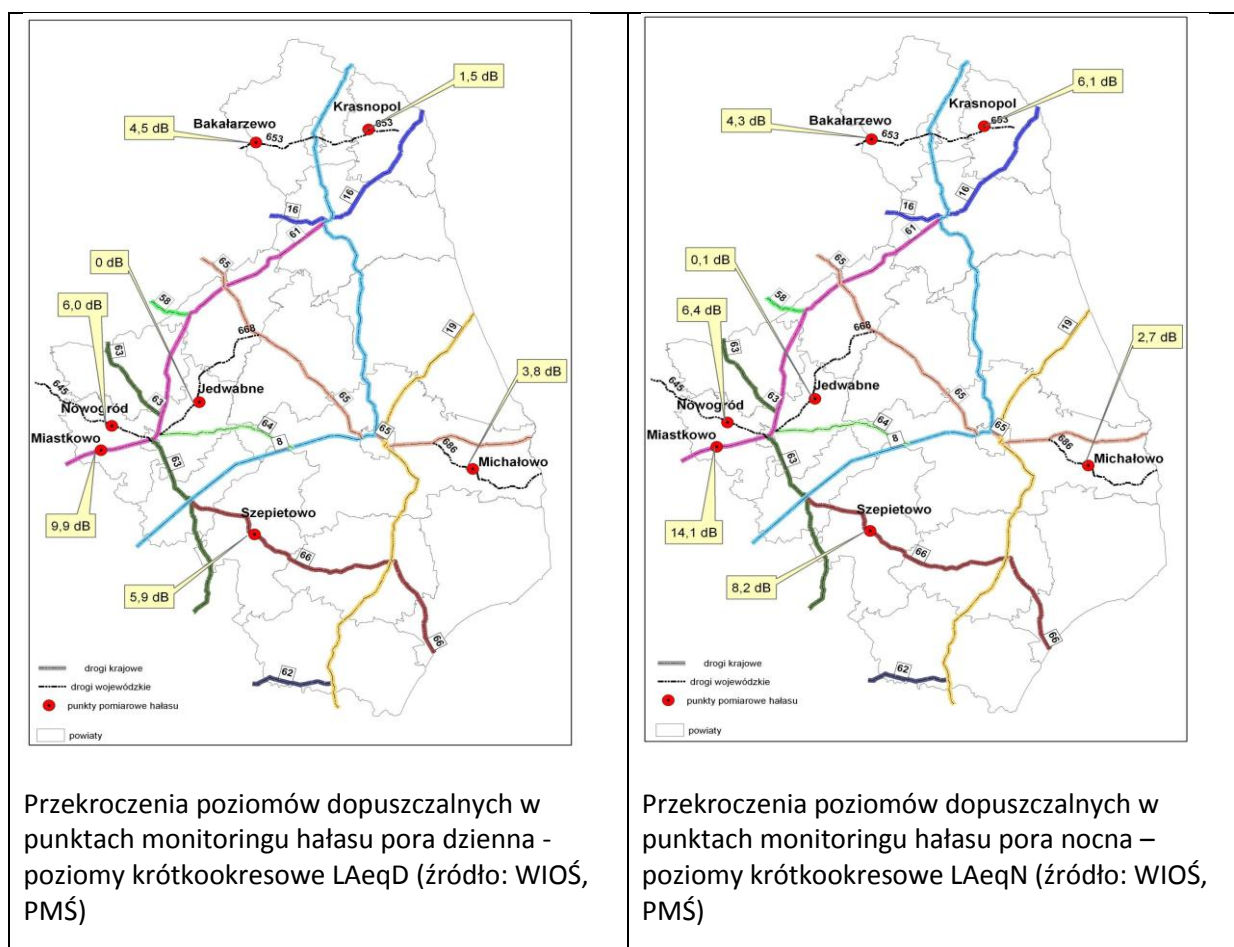 1,5 dB
Krasnopol
653
Bakałarzewo
4,5 dB
653
16
16
61
0 dB
65
58
6,0 dB
19
668
63
3,8 dB
Jedwabne
645
65
Nowogród
63
64
65
Miastkowo
8
686
Michałowo
63
9,9 dB
Szepietowo
66
5,9 dB
66
62
drogi krajowe
drogi wojewódzkie
punkty pomiarowe hałasu
powiaty
Przekroczenia poziomów dopuszczalnych w
punktach monitoringu hałasu pora dzienna -
poziomy krótkookresowe LAeqD (źródło: WIOŚ,
PMŚ)
6,1 dB
Krasnopol
653
Bakałarzewo
4,3 dB
653
16
16
61
0,1 dB
65
58
6,4 dB
19
668
63
2,7 dB
Jedwabne
645
65
Nowogród
63
64
65
Miastkowo
8
686
Michałowo
63
14,1 dB
Szepietowo
66
8,2 dB
66
62
drogi krajowe
drogi wojewódzkie
punkty pomiarowe hałasu
powiaty
Przekroczenia poziomów dopuszczalnych w
punktach monitoringu hałasu pora nocna –
poziomy krótkookresowe LAeqN (źródło: WIOŚ,
PMŚ)